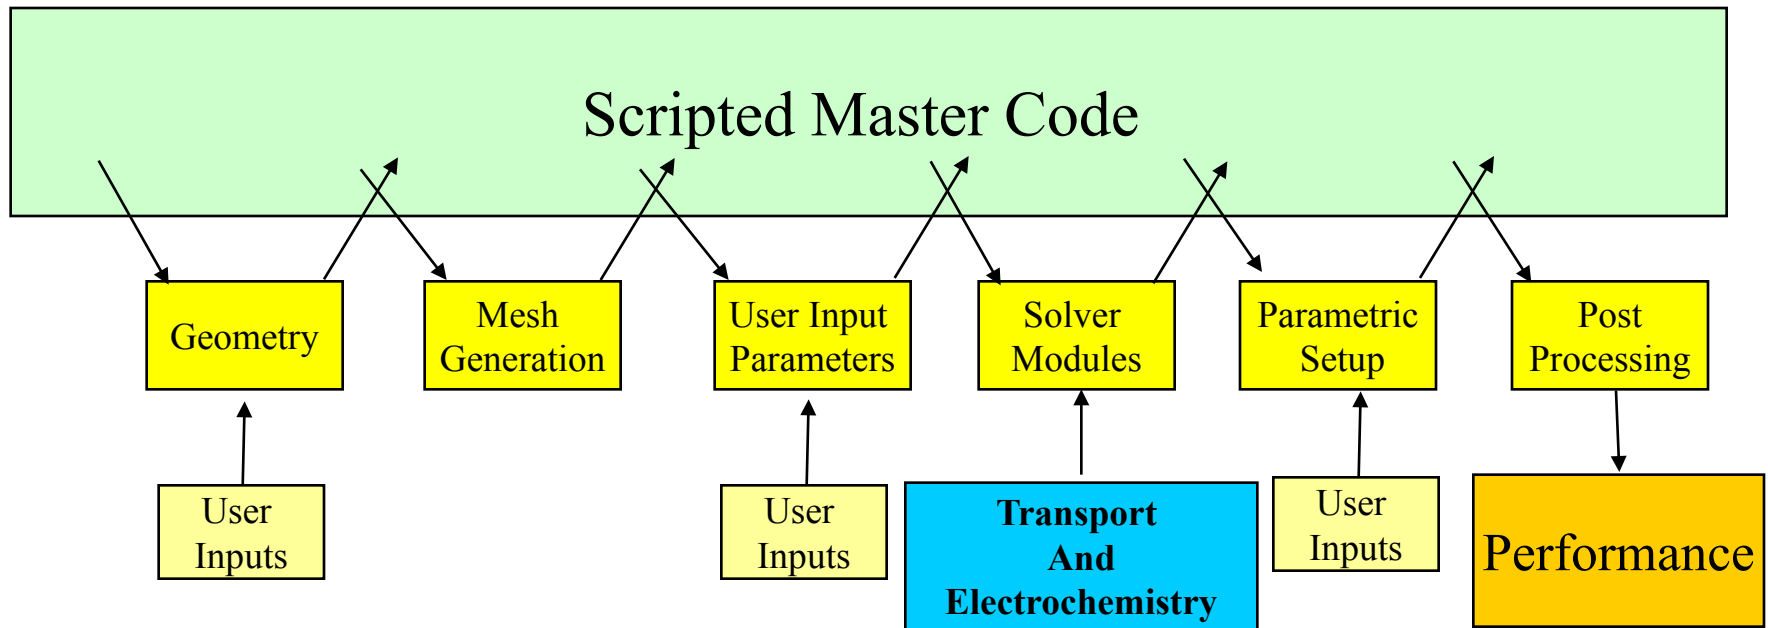 Scripted Master Code
Geometry
Mesh
Generation
User Input
Parameters
Solver
Modules
Parametric
Setup
Post
Processing
User
Inputs
User
Inputs
Transport
And
Electrochemistry
User
Inputs
Performance